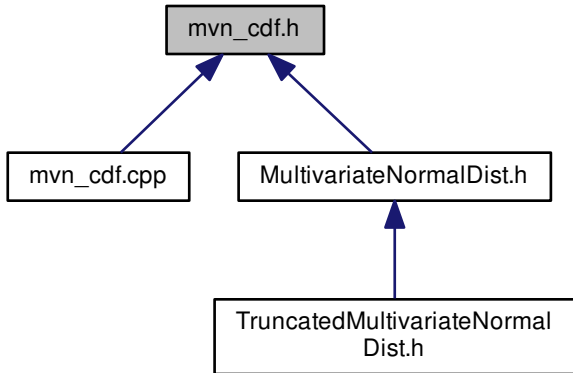 mvn_cdf.h
mvn_cdf.cpp
MultivariateNormalDist.h
TruncatedMultivariateNormal
Dist.h